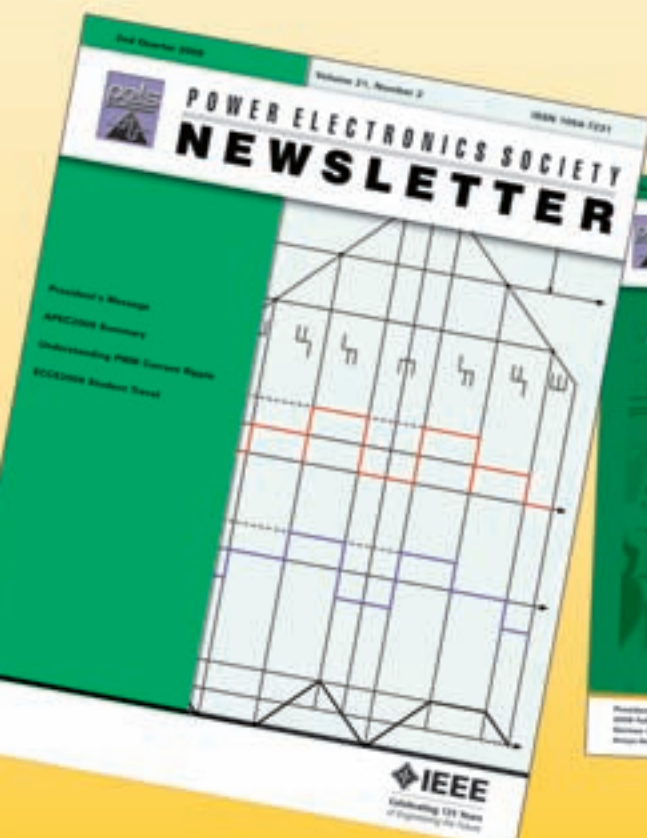 2nd Quarter 2009
Volume 21, Number 2
ISSN 1054-7231
pels
POWER ELECTRONICS SOCIETY
NEWSLETTER
President's Message
APEC2009 Summary
Understanding PWM Current Ripple
ECCE2009 Student Travel
IEEE
Celebrating 125 Years
of Engineering the Future